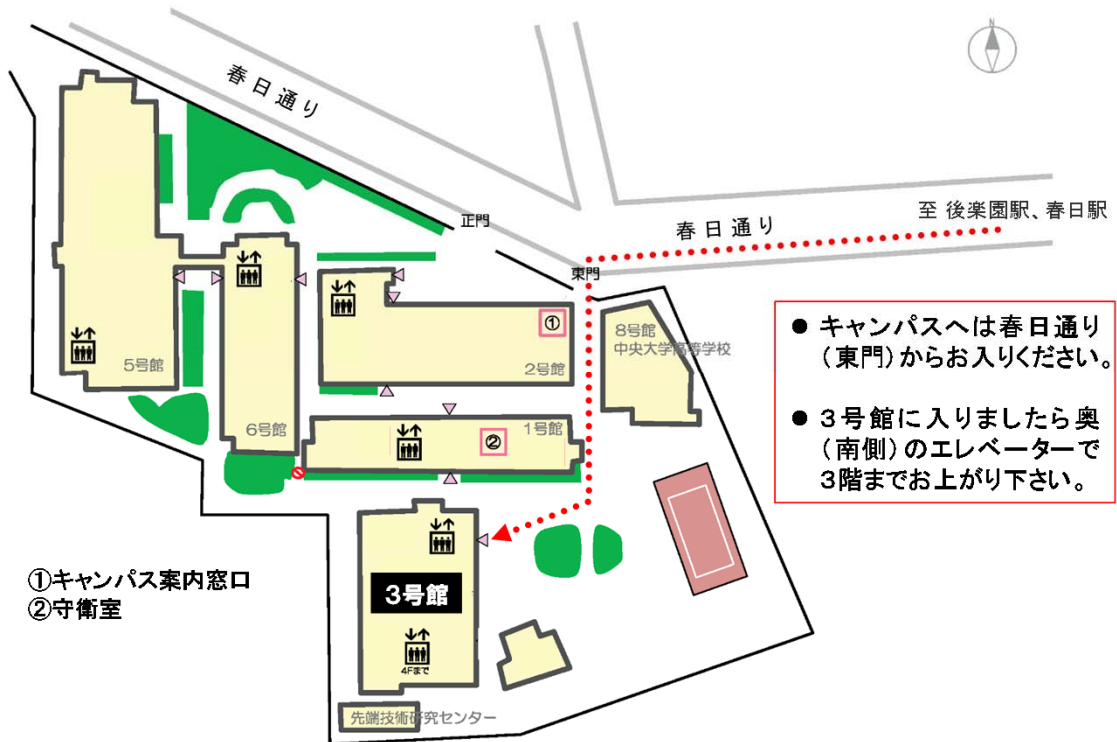 N
春日通り
正門
春日通り
至 後楽園駅、春日駅
東門
①
8号館
中央大学高等学校
2号館
5号館
6号館
1号館
②
● キャンパスへは春日通り
(東門)からお入りください。
● 3号館に入りましたら奥
(南側)のエレベーターで
3階までお上がり下さい。
①キャンパス案内窓口
②守衛室
3号館
4Fまで
先端技術研究センター